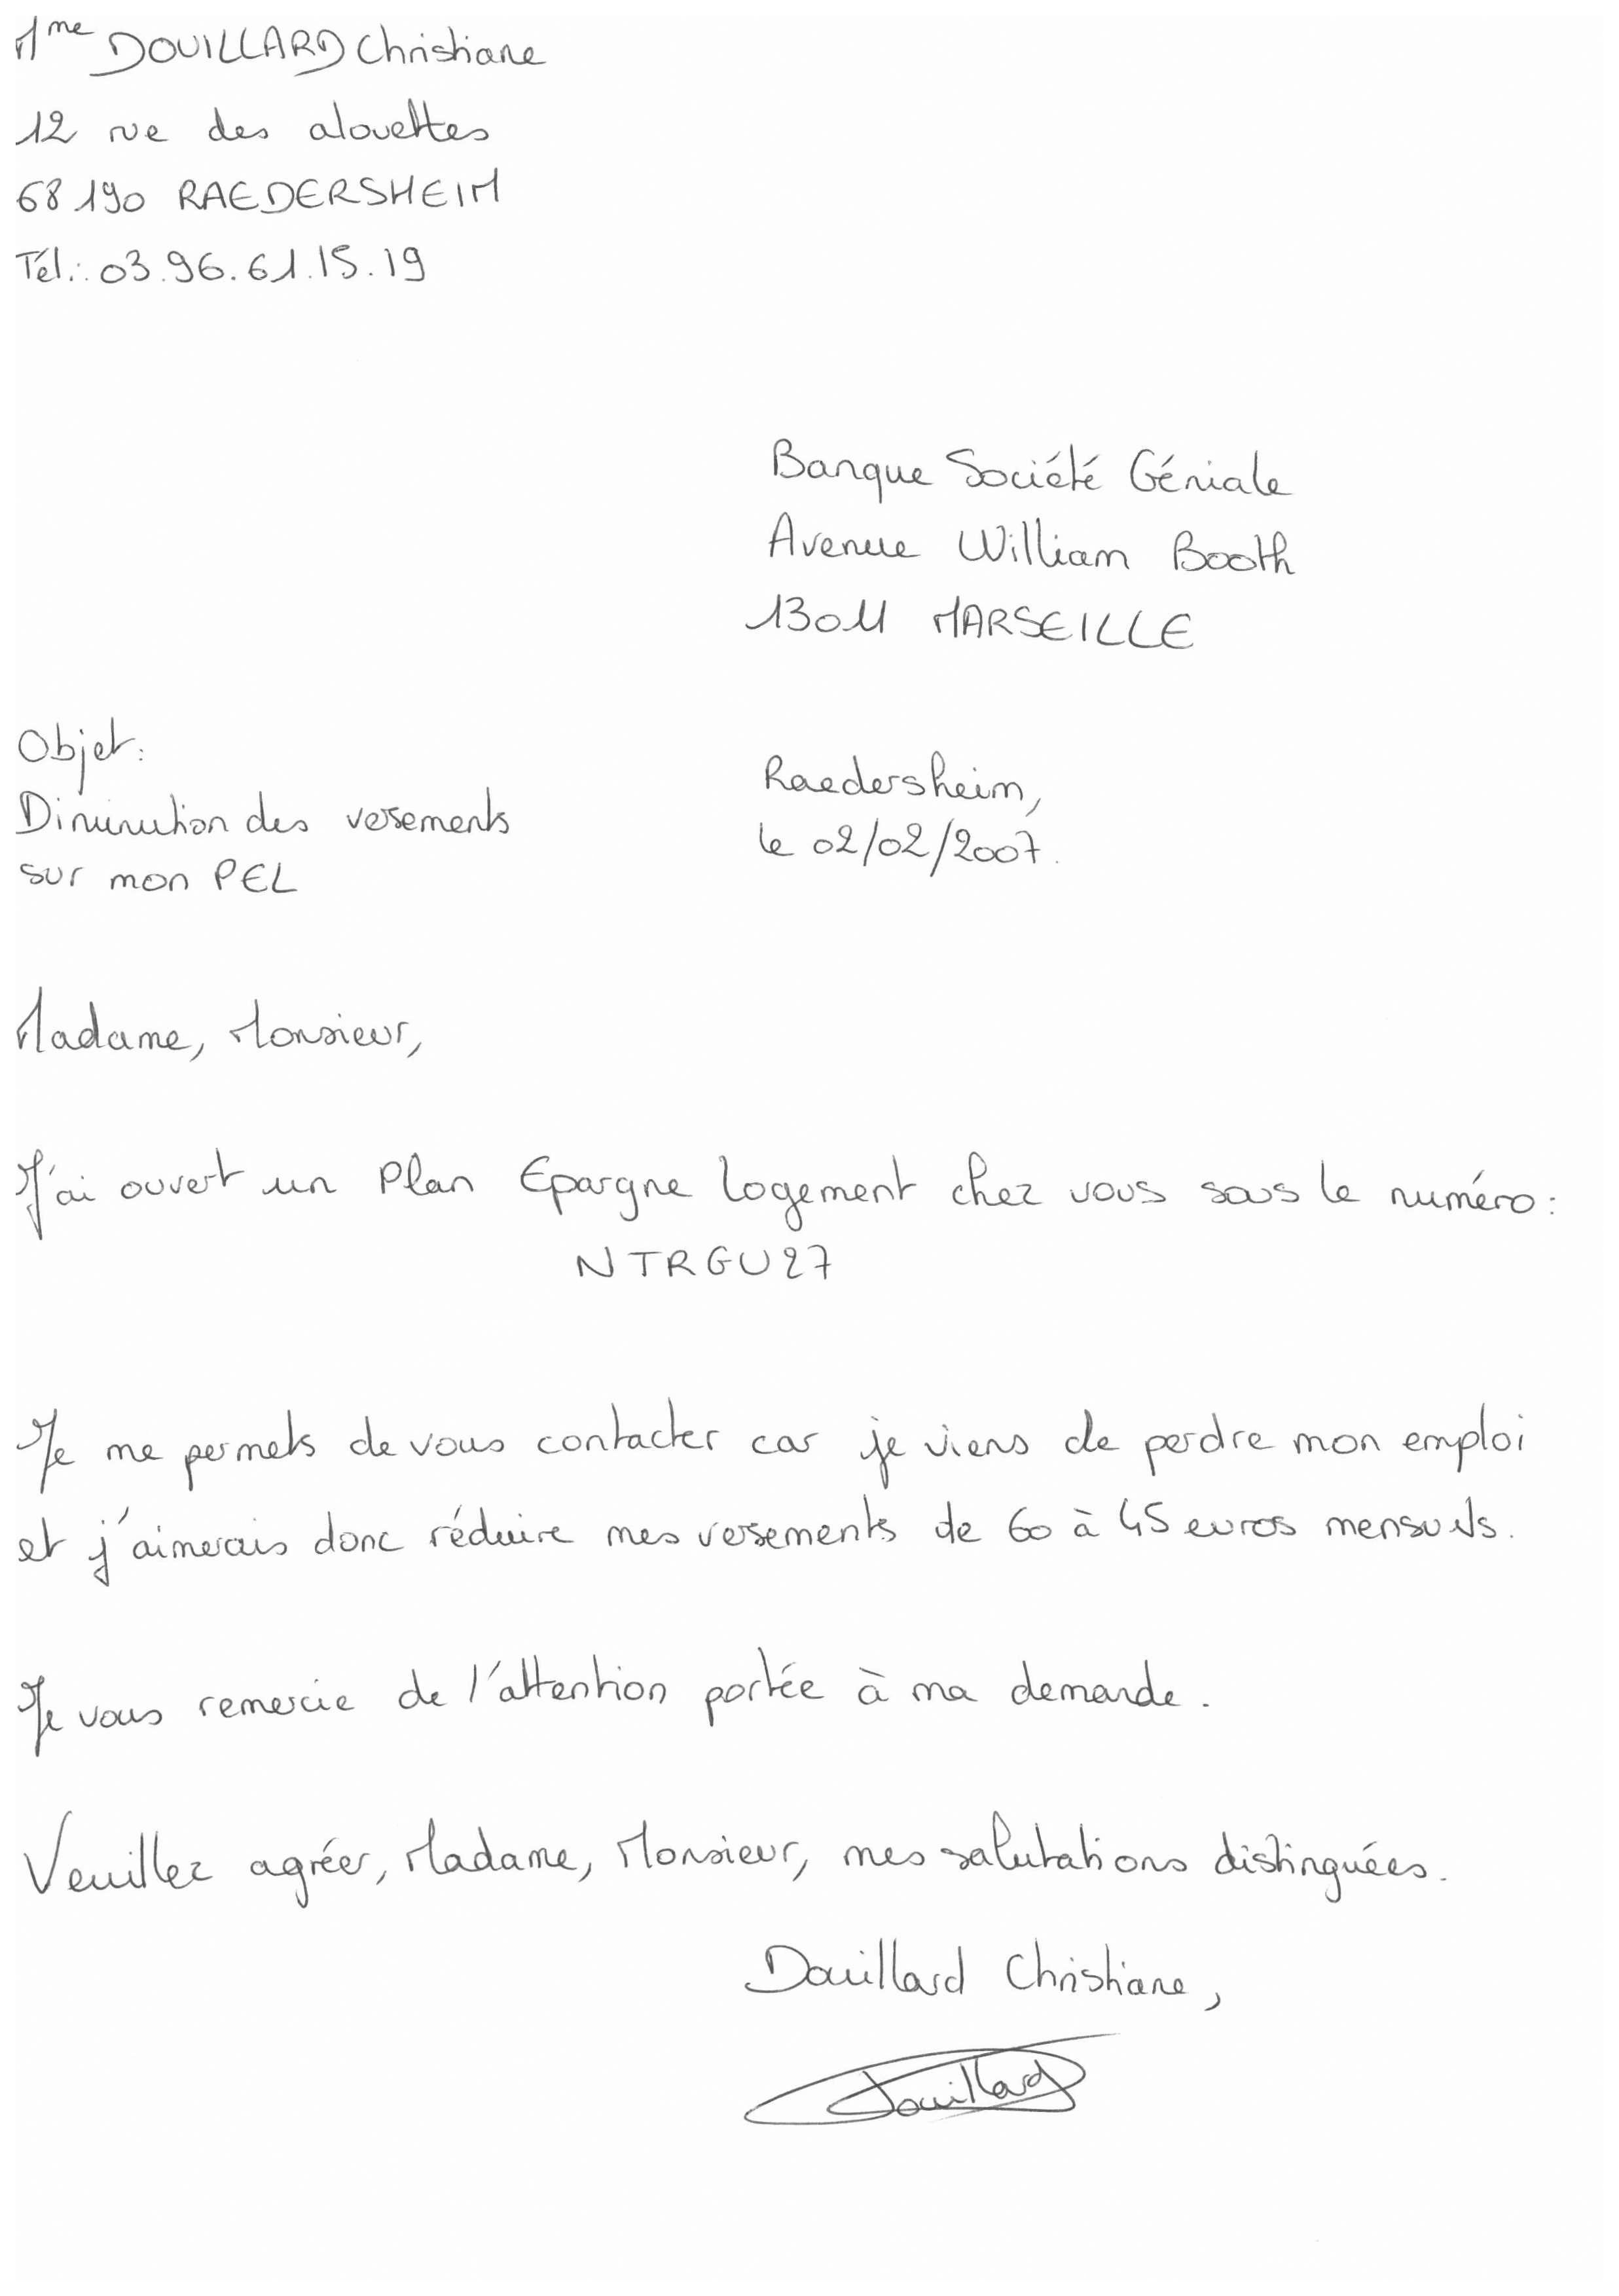 Mme DOUILLARD Christiane
12 rue des alouettes
68190 RAEDERSHEIM
Tél.: 03.96.61.15.19
Banque Société Géniale
Avenue William Booth
13011 MARSEILLE
Objet:
Diminution des versements
sur mon PEL
Raedersheim,
le 02/02/2007.
Madame, Monsieur,
J'ai ouvert un Plan Epargne Logement chez vous sous le numéro:
NTRGU27
Je me permets de vous contacter car je viens de perdre mon emploi
et j'aimerais donc réduire mes versements de 60 à 45 euros mensuels.
Je vous remercie de l'attention portée à ma demande.
Veuillez agréer, Madame, Monsieur, mes salutations distinguées.
Douillard Christiane,
Douillard